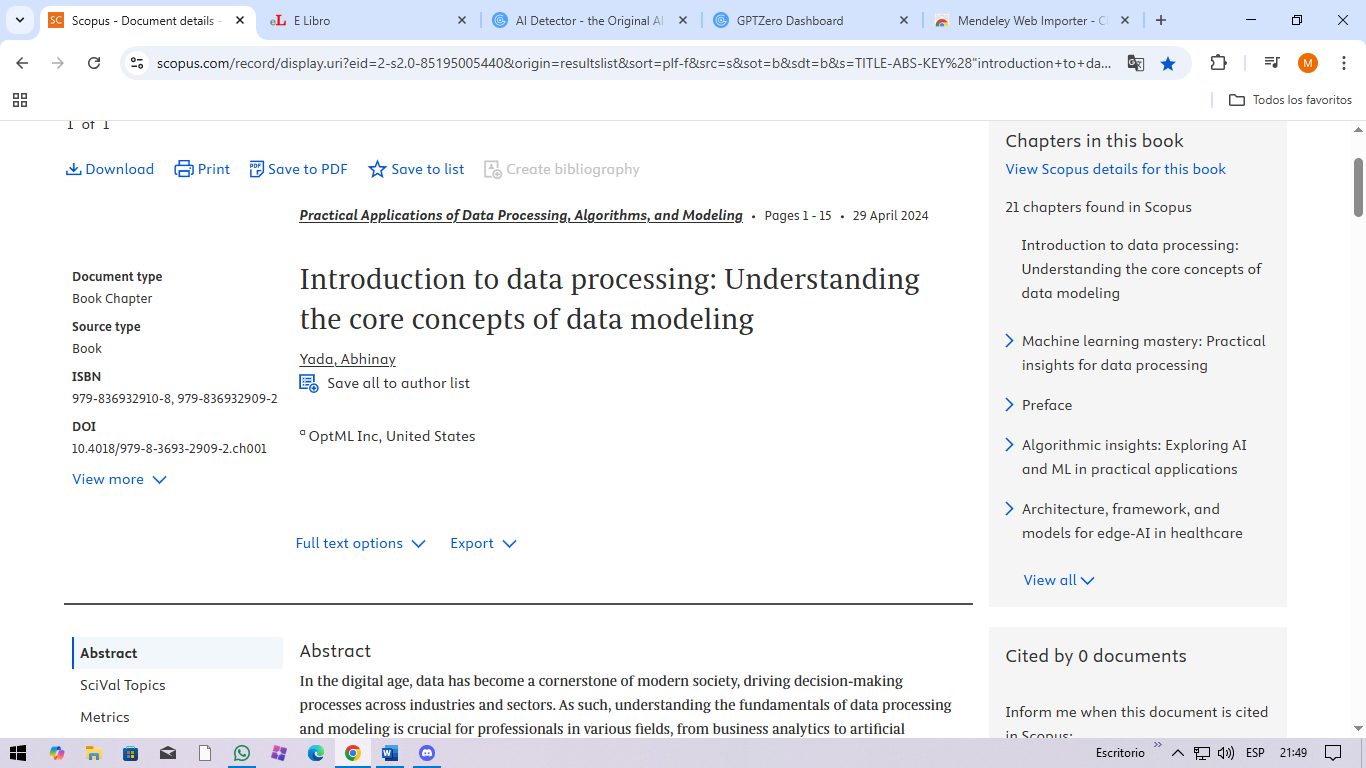 Scopus - Document details -
E Libro
AI Detector - the Original AI
GPTZero Dashboard
Mendeley Web Importer - C
scopus.com/record/display.uri?eid=2-s2.0-85195005440&origin=resultslist&sort=plf-f&src=s&sot=b&sdt=b&s=TITLE-ABS-KEY%28"introduction+to+da...
M
Todos los favoritos
1 of 1
Download
Print
Save to PDF
Save to list
Create bibliography
Practical Applications of Data Processing, Algorithms, and Modeling • Pages 1 - 15 • 29 April 2024
Document type
Book Chapter
Source type
Book
ISBN
979-836932910-8, 979-836932909-2
DOI
10.4018/979-8-3693-2909-2.ch001
View more
Introduction to data processing: Understanding
the core concepts of data modeling
Yada, Abhinay
Save all to author list
a OptML Inc, United States
Full text options
Export
Abstract
SciVal Topics
Metrics
Abstract
In the digital age, data has become a cornerstone of modern society, driving decision-making
processes across industries and sectors. As such, understanding the fundamentals of data processing
and modeling is crucial for professionals in various fields, from business analytics to artificial
Chapters in this book
View Scopus details for this book
21 chapters found in Scopus
Introduction to data processing:
Understanding the core concepts of
data modeling
Machine learning mastery: Practical
insights for data processing
Preface
Algorithmic insights: Exploring AI
and ML in practical applications
Architecture, framework, and
models for edge-AI in healthcare
View all
Cited by 0 documents
Inform me when this document is cited
in Scopus:
Escritorio
ESP
21:49